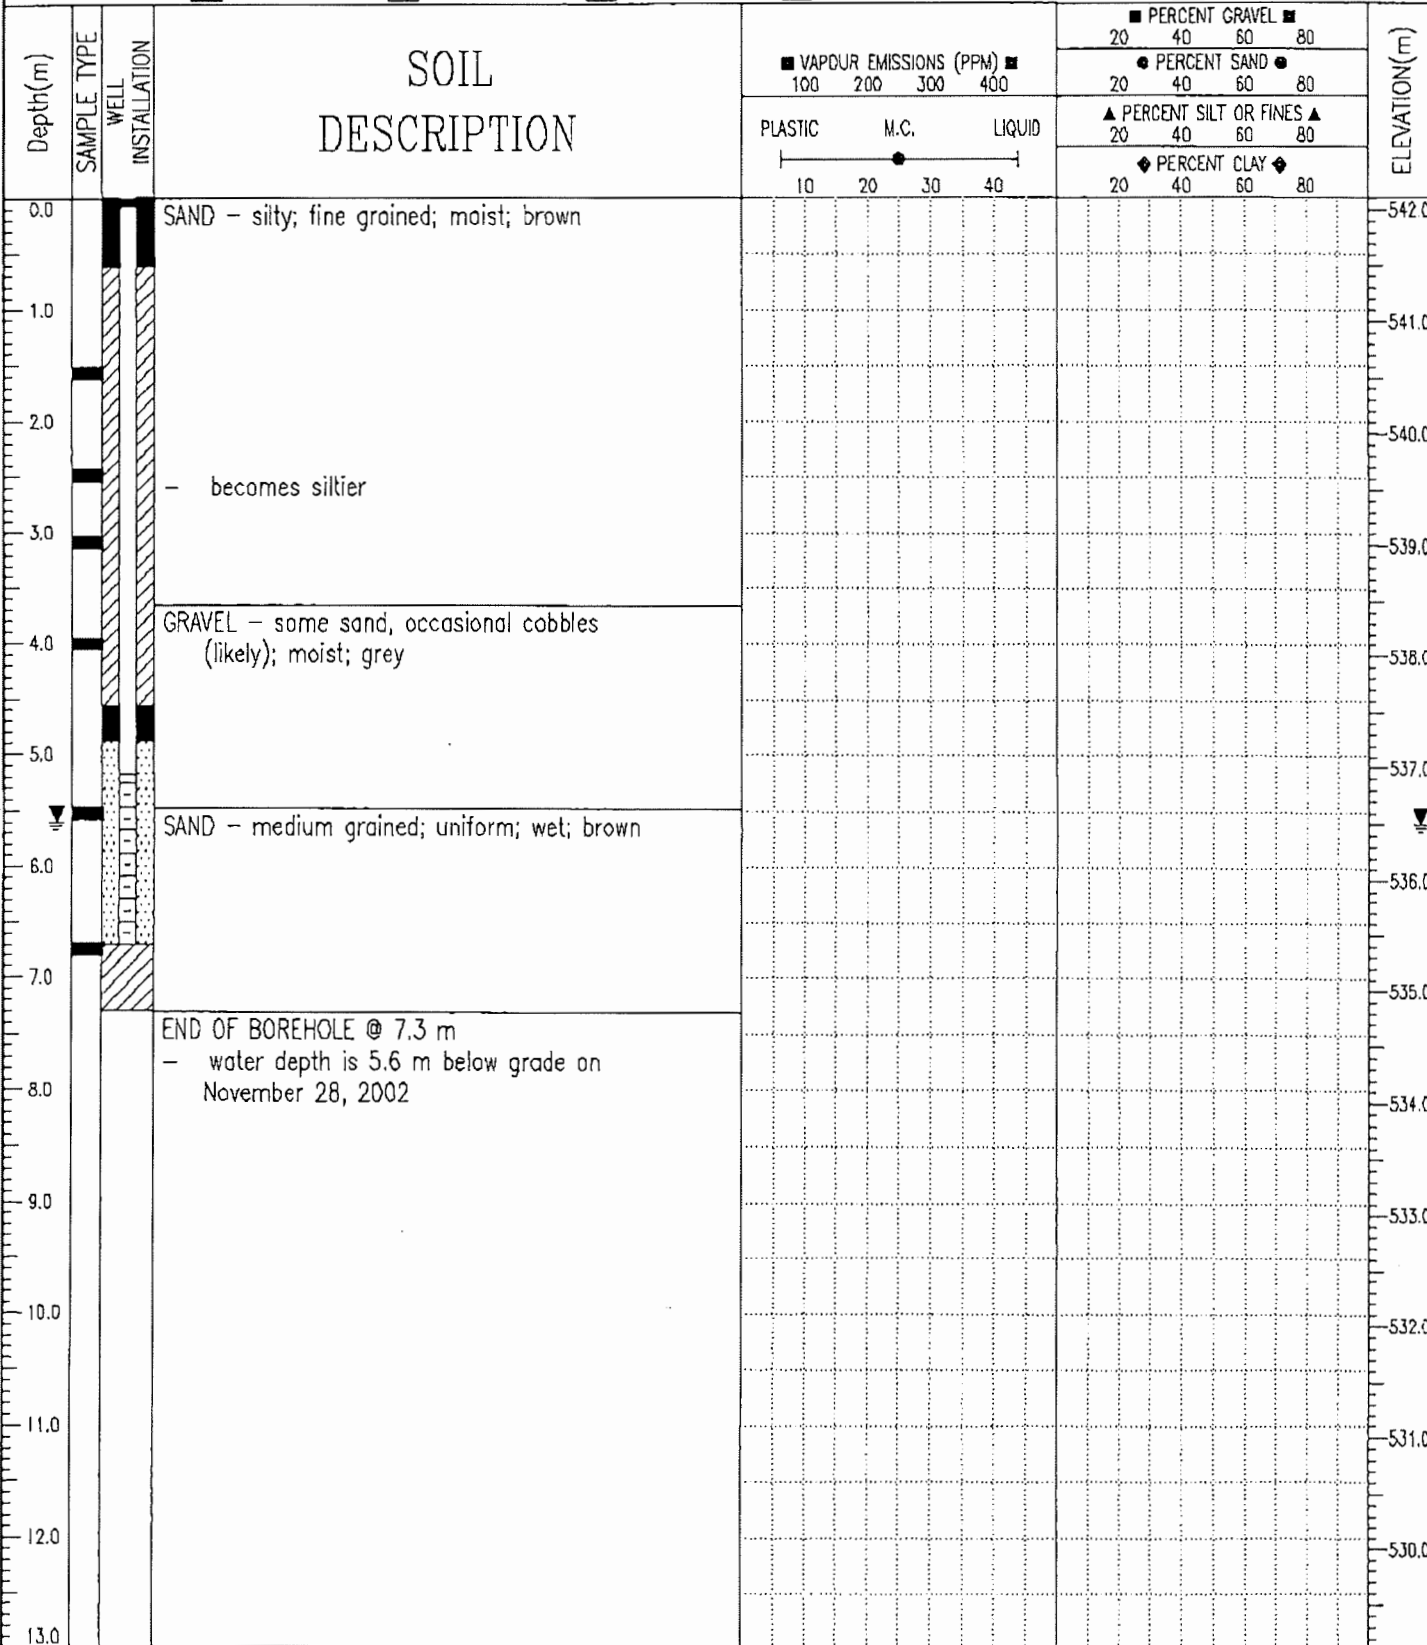 Depth(m)
SAMPLE TYPE
WELL
INSTALLATION
SOIL
DESCRIPTION
■ VAPOUR EMISSIONS (PPM) ■
100 200 300 400
PLASTIC M.C. LIQUID
10 20 30 40
■ PERCENT GRAVEL ■
20 40 60 80
● PERCENT SAND ●
20 40 60 80
▲ PERCENT SILT OR FINES ▲
20 40 60 80
◆ PERCENT CLAY ◆
20 40 60 80
ELEVATION(m)
0.0
SAND – silty; fine grained; moist; brown
542.0
1.0
541.0
2.0
540.0
– becomes siltier
3.0
539.0
GRAVEL – some sand, occasional cobbles
4.0
(likely); moist; grey
538.0
5.0
537.0
SAND – medium grained; uniform; wet; brown
6.0
536.0
7.0
535.0
END OF BOREHOLE @ 7.3 m
– water depth is 5.6 m below grade on
8.0
November 28, 2002
534.0
9.0
533.0
10.0
532.0
11.0
531.0
12.0
530.0
13.0